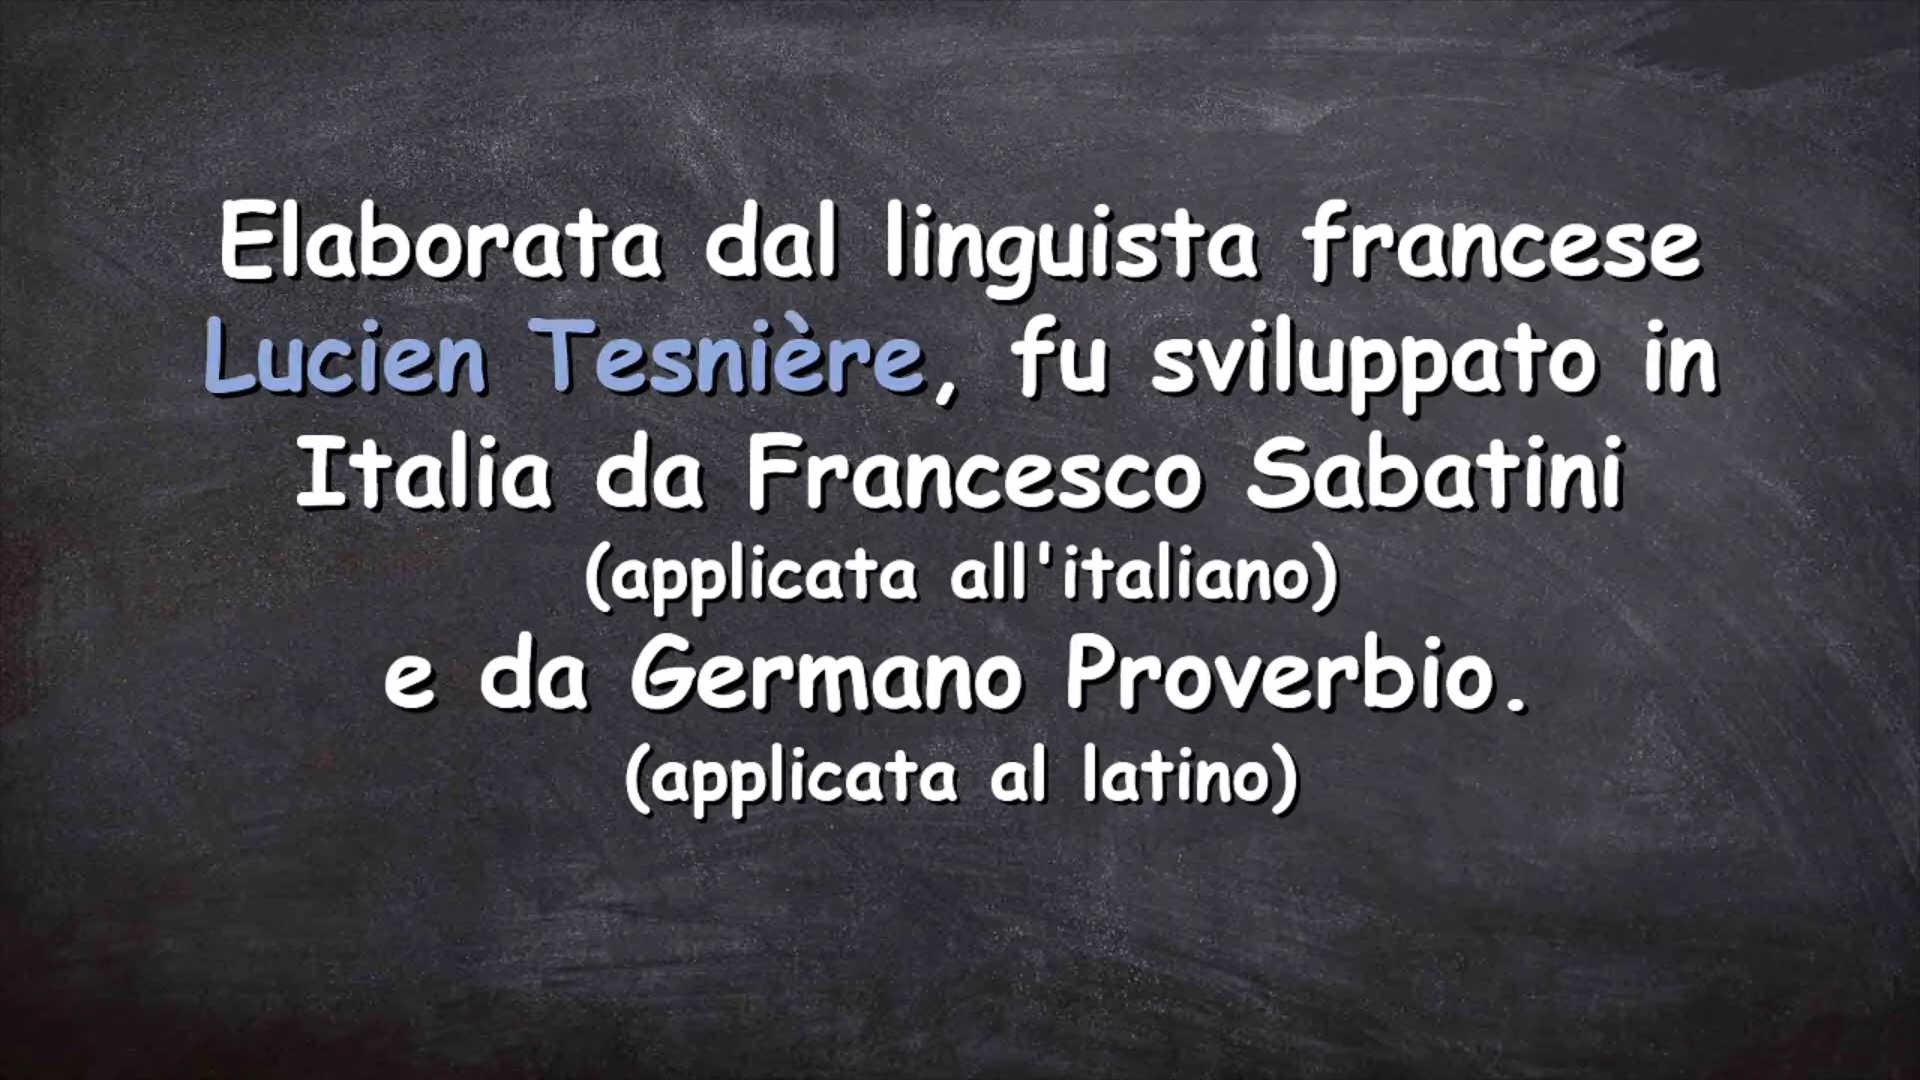 Elaborata dal linguista francese
Lucien Tesnière, fu sviluppato in
Italia da Francesco Sabatini
(applicata all'italiano)
e da Germano Proverbio.
(applicata al latino)